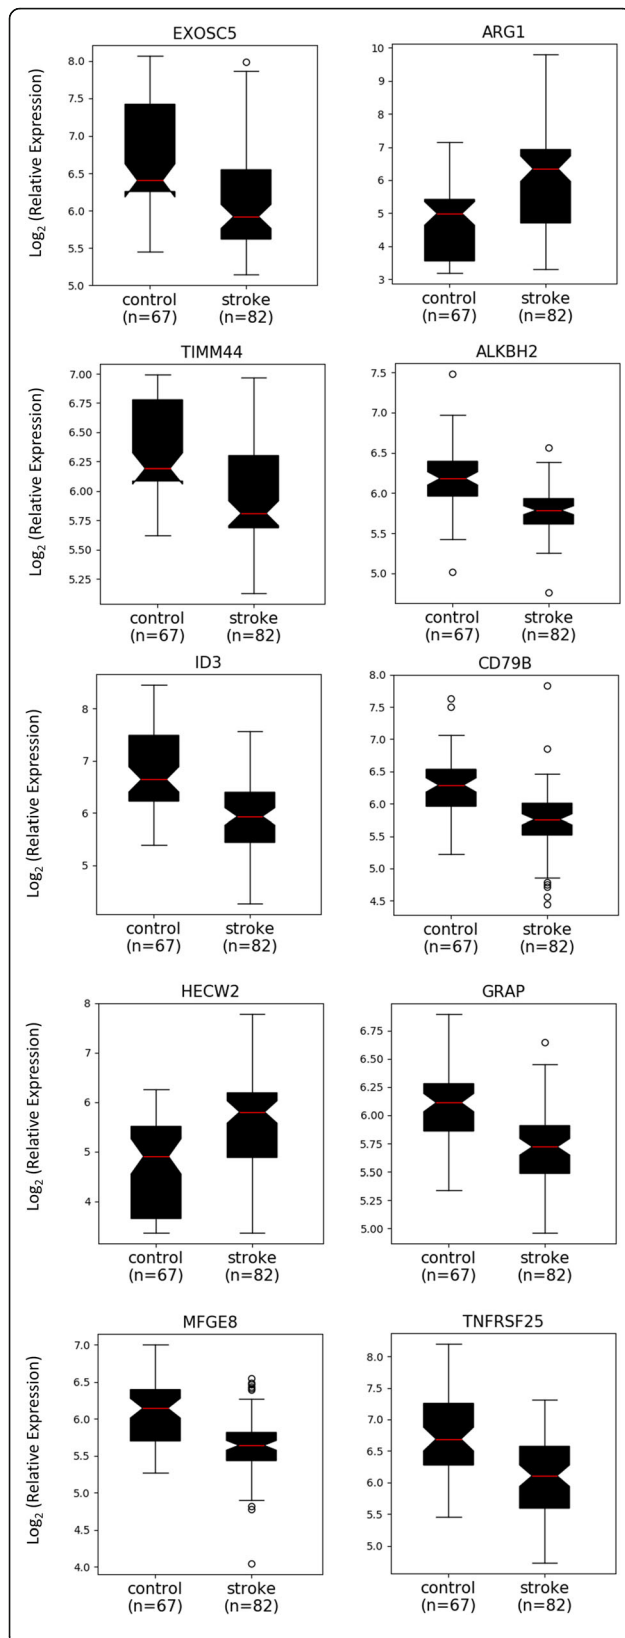 EXOSC5
Log2 (Relative Expression)
8.0
7.5
7.0
6.5
6.0
5.5
5.0
control stroke
(n=67) (n=82)
ARG1
10
9
8
7
6
5
4
3
control stroke
(n=67) (n=82)
TIMM44
Log2 (Relative Expression)
7.00
6.75
6.50
6.25
6.00
5.75
5.50
5.25
control stroke
(n=67) (n=82)
ALKBH2
7.5
7.0
6.5
6.0
5.5
5.0
control stroke
(n=67) (n=82)
ID3
Log2 (Relative Expression)
8
7
6
5
control stroke
(n=67) (n=82)
CD79B
8.0
7.5
7.0
6.5
6.0
5.5
5.0
4.5
control stroke
(n=67) (n=82)
HECW2
Log2 (Relative Expression)
8
7
6
5
4
control stroke
(n=67) (n=82)
GRAP
6.75
6.50
6.25
6.00
5.75
5.50
5.25
5.00
control stroke
(n=67) (n=82)
MFGE8
Log2 (Relative Expression)
7.0
6.5
6.0
5.5
5.0
4.5
4.0
control stroke
(n=67) (n=82)
TNFRSF25
8.0
7.5
7.0
6.5
6.0
5.5
5.0
control stroke
(n=67) (n=82)